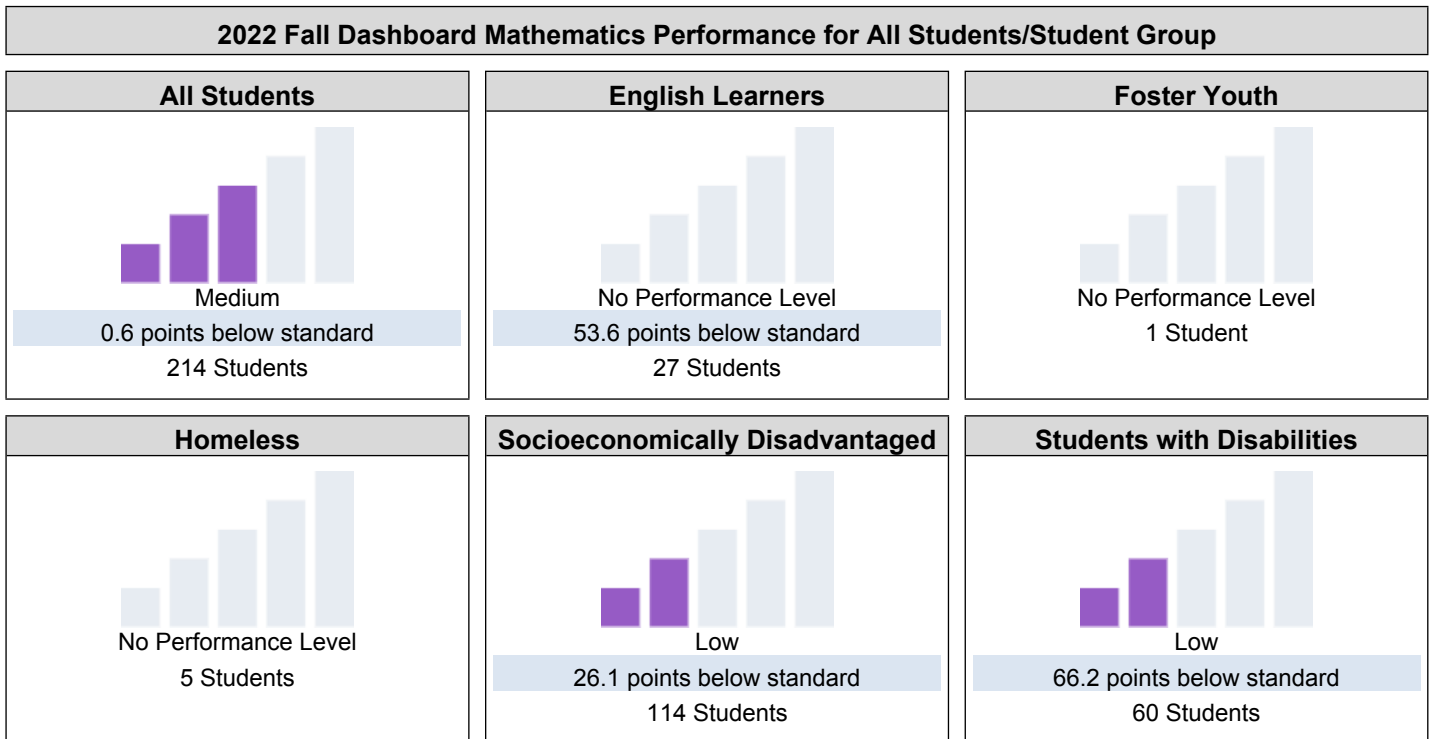 2022 Fall Dashboard Mathematics Performance for All Students/Student Group
All Students
Medium
0.6 points below standard
214 Students
English Learners
No Performance Level
53.6 points below standard
27 Students
Foster Youth
No Performance Level
1 Student
Homeless
No Performance Level
5 Students
Socioeconomically Disadvantaged
Low
26.1 points below standard
114 Students
Students with Disabilities
Low
66.2 points below standard
60 Students